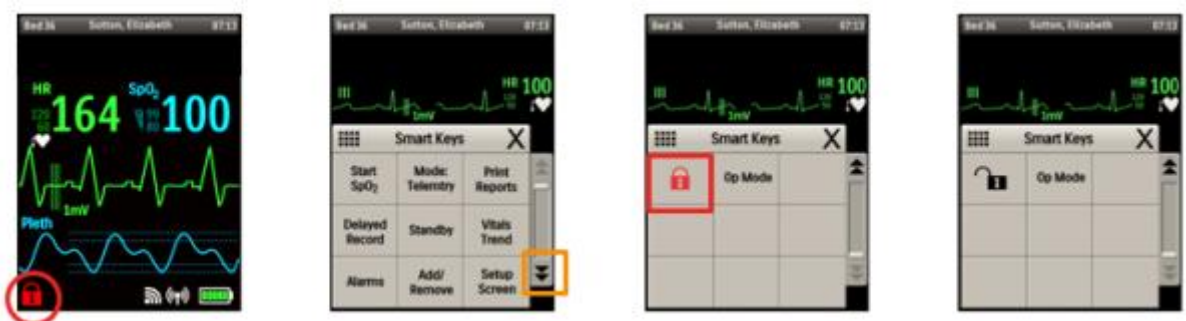 Bed 36 Sutton, Elizabeth 07:13
HR 164 SpO₂ 100
1mV
Pleth
Bed 36 Sutton, Elizabeth 07:13
III HR 100
1mV
Smart Keys X
Start SpO₂ Mode: Telemtry Print Reports
Delayed Record Standby Vitals Trend
Alarms Add/ Remove Setup Screen
Bed 36 Sutton, Elizabeth 07:13
III HR 100
1mV
Smart Keys X
Op Mode
Bed 36 Sutton, Elizabeth 07:13
III HR 100
1mV
Smart Keys X
Op Mode